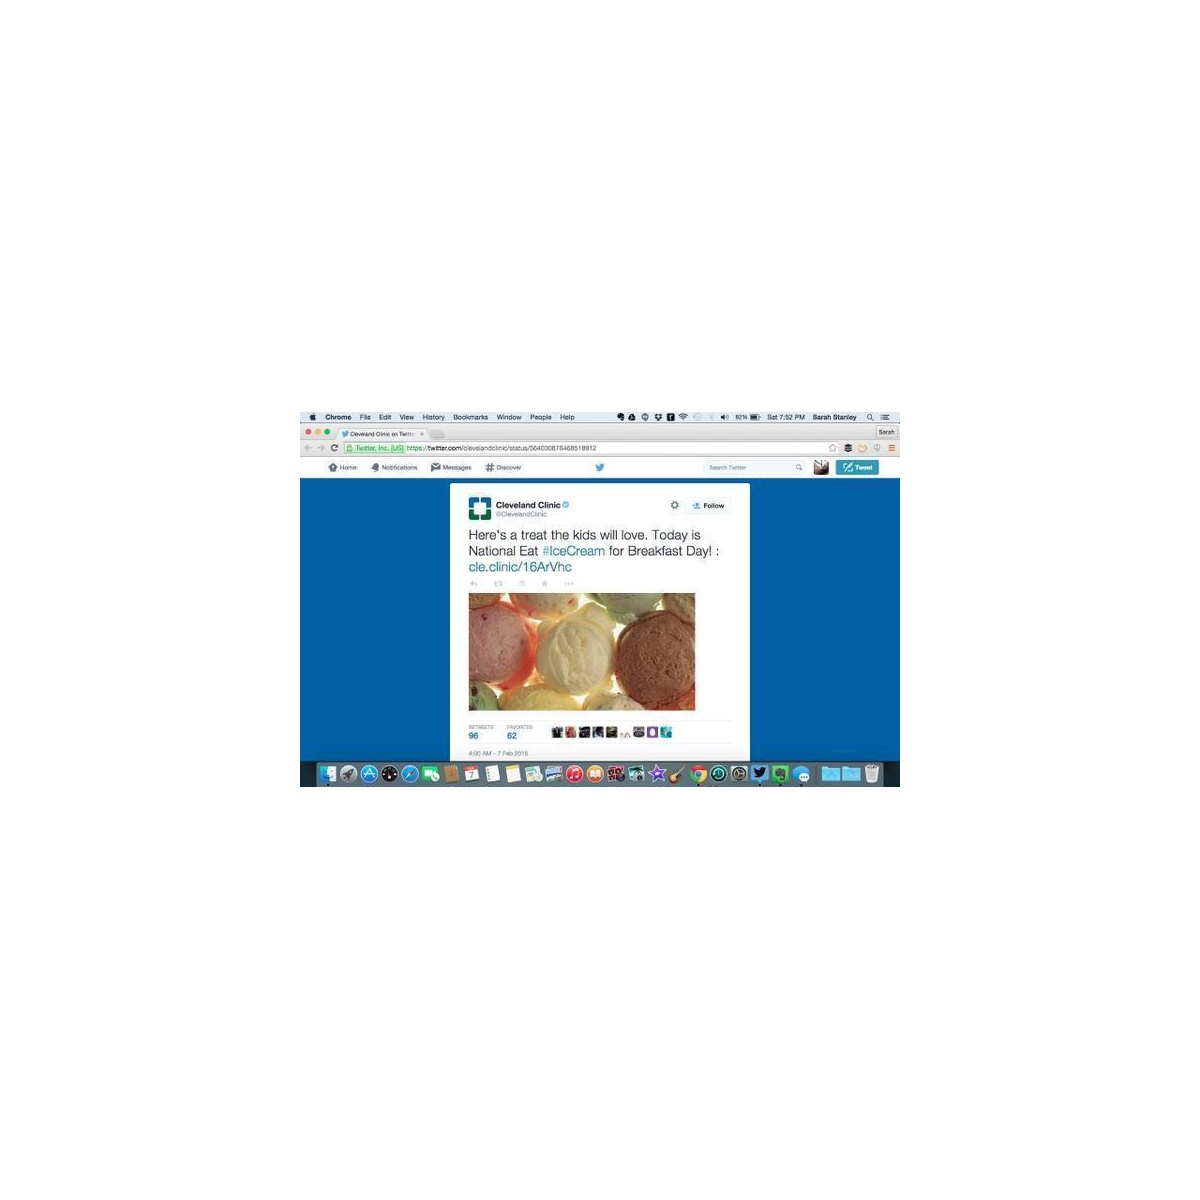 Chrome File Edit View History Bookmarks Window People Help 92% Sat 7:52 PM Sarah Stanley
Cleveland Clinic on Twitte Sarah
Twitter, Inc. [US] https://twitter.com/clevelandclinic/status/564030876468518912
Home Notifications Messages Discover Search Twitter Tweet
Cleveland Clinic Follow
@ClevelandClinic
Here's a treat the kids will love. Today is
National Eat #IceCream for Breakfast Day! :
cle.clinic/16ArVhc
RETWEETS FAVORITES
96 62
4:00 AM - 7 Feb 2015
7